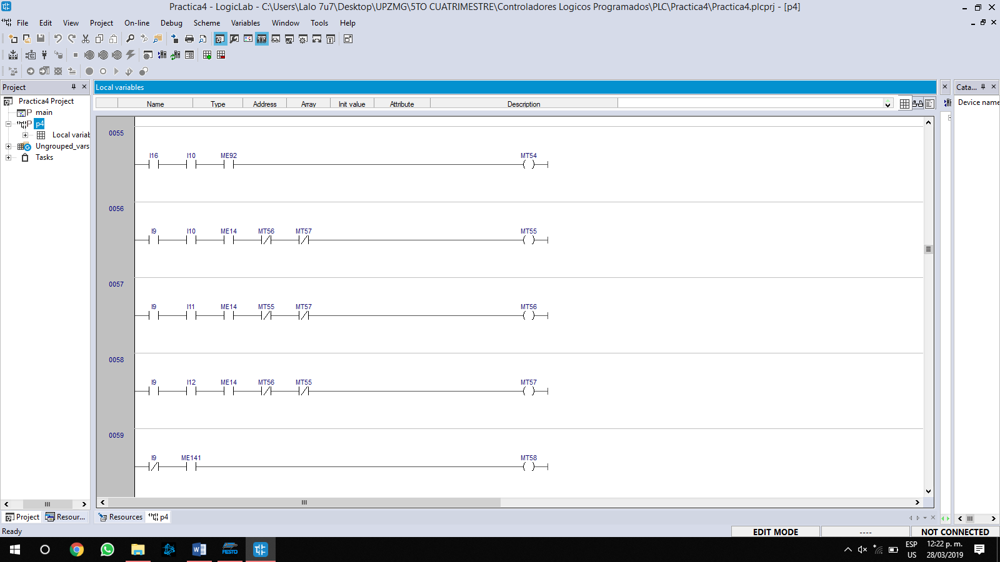 Practica4 - LogicLab - C:\Users\Lalo 7u7\Desktop\UPZMG\5TO CUATRIMESTRE\Controladores Logicos Programados\PLC\Practica4\Practica4.plcprj - [p4]
File Edit View Project On-line Debug Scheme Variables Window Tools Help
Project
Local variables
Cata...
Practica4 Project
main
p4
Local variab
Ungrouped_vars
Tasks
Name Type Address Array Init value Attribute Description
Device name
0055
I16 I10 ME92 MT54
0056
I9 I10 ME14 MT56 MT57 MT55
0057
I9 I11 ME14 MT55 MT57 MT56
0058
I9 I12 ME14 MT56 MT55 MT57
0059
I9 ME141 MT58
Project Resour... Resources p4
Ready
EDIT MODE ---- NOT CONNECTED
FESTO
ESP
US
12:22 p. m.
28/03/2019